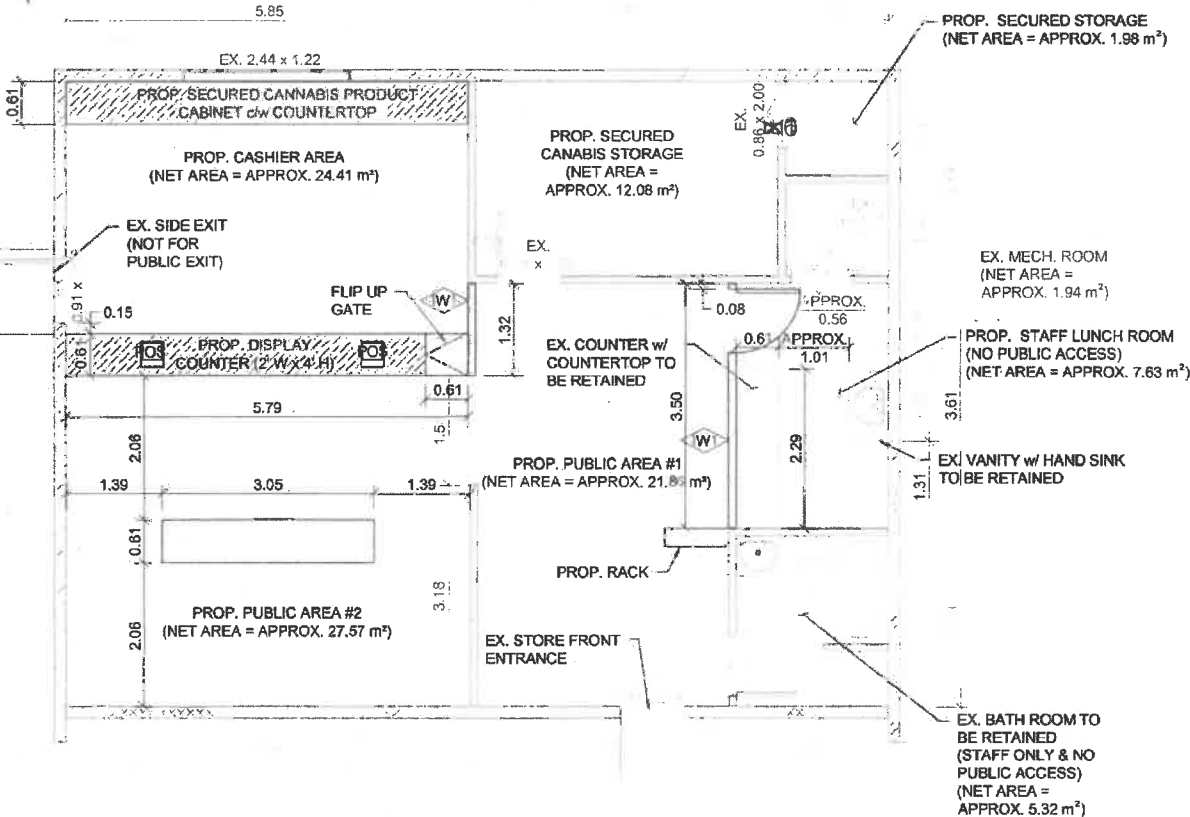 5.85
PROP. SECURED STORAGE
(NET AREA = APPROX. 1.98 m²)
EX. 2.44 x 1.22
0.61
PROP. SECURED CANNABIS PRODUCT
CABINET c/w COUNTERTOP
PROP. CASHIER AREA
(NET AREA = APPROX. 24.41 m²)
PROP. SECURED
CANABIS STORAGE
(NET AREA =
APPROX. 12.08 m²)
EX.
0.86 x 2.00
EX. SIDE EXIT
(NOT FOR
PUBLIC EXIT)
EX.
x
EX. MECH. ROOM
(NET AREA =
APPROX. 1.94 m²)
0.91 x
0.15
FLIP UP
GATE
W
1.32
0.08
PPROX.
0.56
0.61
POS
PROP. DISPLAY
COUNTER (2' W x 4' H)
POS
EX. COUNTER w/
COUNTERTOP TO
BE RETAINED
0.61
APPROX.
1.01
PROP. STAFF LUNCH ROOM
(NO PUBLIC ACCESS)
(NET AREA = APPROX. 7.63 m²)
0.61
5.79
1.5
3.50
3.61
2.06
W1
2.29
1.39
3.05
1.39
PROP. PUBLIC AREA #1
(NET AREA = APPROX. 21. m²)
EX. VANITY w/ HAND SINK
TO BE RETAINED
1.31
0.61
PROP. RACK
3.18
2.06
PROP. PUBLIC AREA #2
(NET AREA = APPROX. 27.57 m²)
EX. STORE FRONT
ENTRANCE
EX. BATH ROOM TO
BE RETAINED
(STAFF ONLY & NO
PUBLIC ACCESS)
(NET AREA =
APPROX. 5.32 m²)